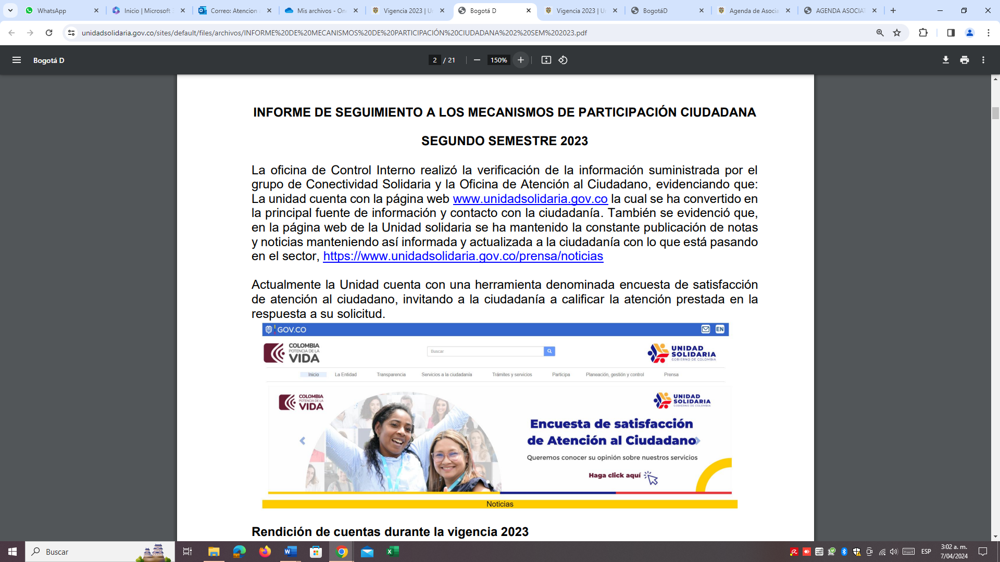 WhatsApp
Inicio | Microsoft
Correo: Atencion
Mis archivos - On
Vigencia 2023 | U
Bogotá D
Vigencia 2023 | U
BogotáD
Agenda de Asocia
AGENDA ASOCIAT
unidadsolidaria.gov.co/sites/default/files/archivos/INFORME%20DE%20MECANISMOS%20DE%20PARTICIPACIÓN%20CIUDADANA%202%20SEM%202023.pdf
Bogotá D
2 / 21
150%
INFORME DE SEGUIMIENTO A LOS MECANISMOS DE PARTICIPACIÓN CIUDADANA
SEGUNDO SEMESTRE 2023
La oficina de Control Interno realizó la verificación de la información suministrada por el
grupo de Conectividad Solidaria y la Oficina de Atención al Ciudadano, evidenciando que:
La unidad cuenta con la página web www.unidadsolidaria.gov.co la cual se ha convertido en
la principal fuente de información y contacto con la ciudadanía. También se evidenció que,
en la página web de la Unidad solidaria se ha mantenido la constante publicación de notas
y noticias manteniendo así informada y actualizada a la ciudadanía con lo que está pasando
en el sector, https://www.unidadsolidaria.gov.co/prensa/noticias
Actualmente la Unidad cuenta con una herramienta denominada encuesta de satisfacción
de atención al ciudadano, invitando a la ciudadanía a calificar la atención prestada en la
respuesta a su solicitud.
GOV.CO
EN
COLOMBIA
POTENCIA DE LA
VIDA
Buscar
UNIDAD
SOLIDARIA
GOBIERNO DE COLOMBIA
Inicio
La Entidad
Transparencia
Servicios a la ciudadanía
Trámites y servicios
Participa
Planeación, gestión y control
Prensa
COLOMBIA
POTENCIA DE LA
VIDA
UNIDAD
SOLIDARIA
GOBIERNO DE COLOMBIA
Encuesta de satisfacción
de Atención al Ciudadano
Queremos conocer su opinión sobre nuestros servicios
Haga click aquí
Noticias
Rendición de cuentas durante la vigencia 2023
Buscar
ESP
3:02 a. m.
7/04/2024